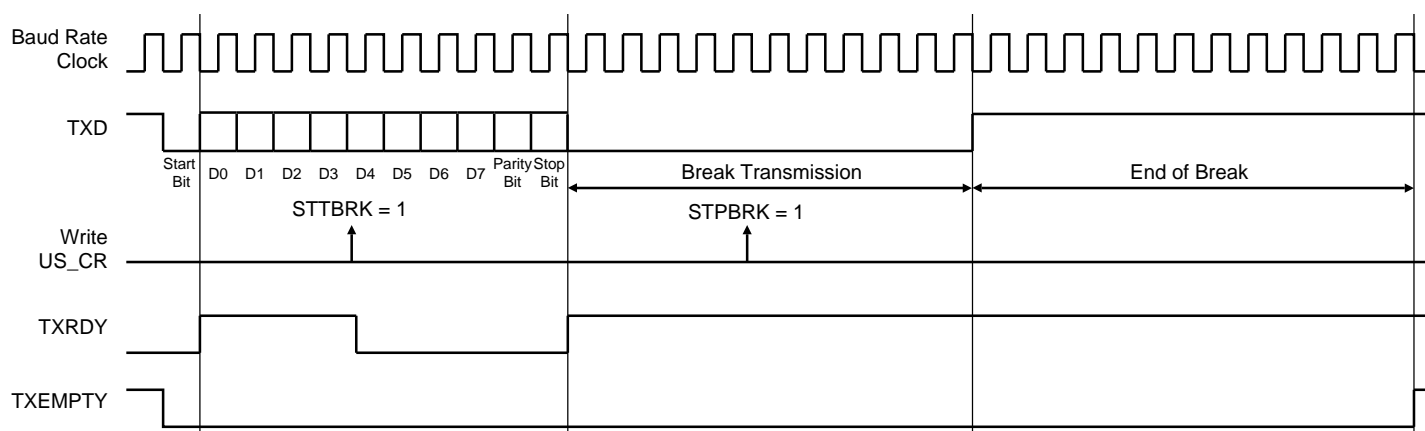 Baud Rate
Clock
TXD
Start
Bit
D0 D1 D2 D3 D4 D5 D6 D7
Parity
Bit
Stop
Bit
Break Transmission
End of Break
STTBRK = 1
STPBRK = 1
Write
US_CR
TXRDY
TXEMPTY